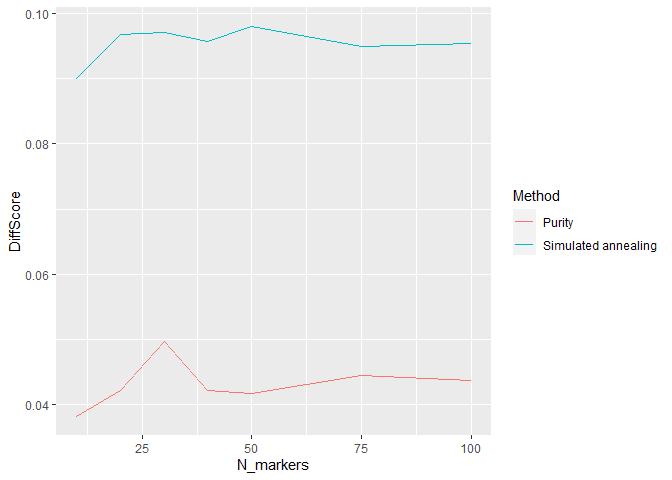 0.10
0.08
0.06
0.04
DiffScore
25
50
75
100
N_markers
Method
Purity
Simulated annealing